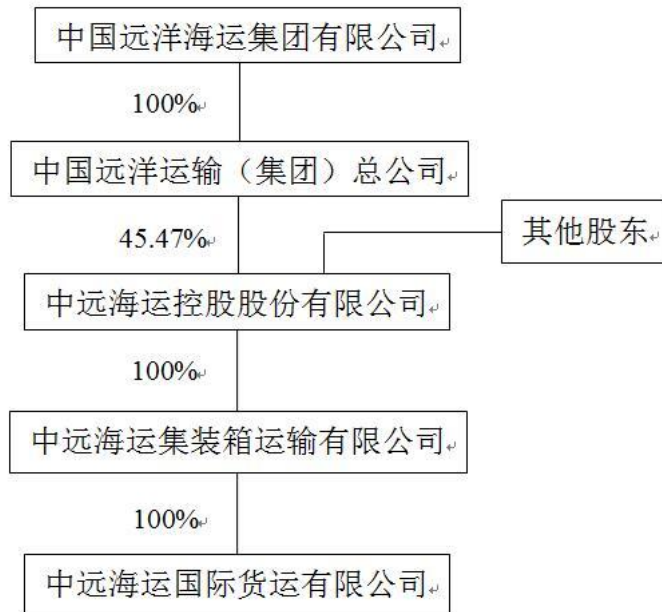 中国远洋海运集团有限公司
100%
中国远洋运输（集团）总公司
45.47%
其他股东
中远海运控股股份有限公司
100%
中远海运集装箱运输有限公司
100%
中远海运国际货运有限公司